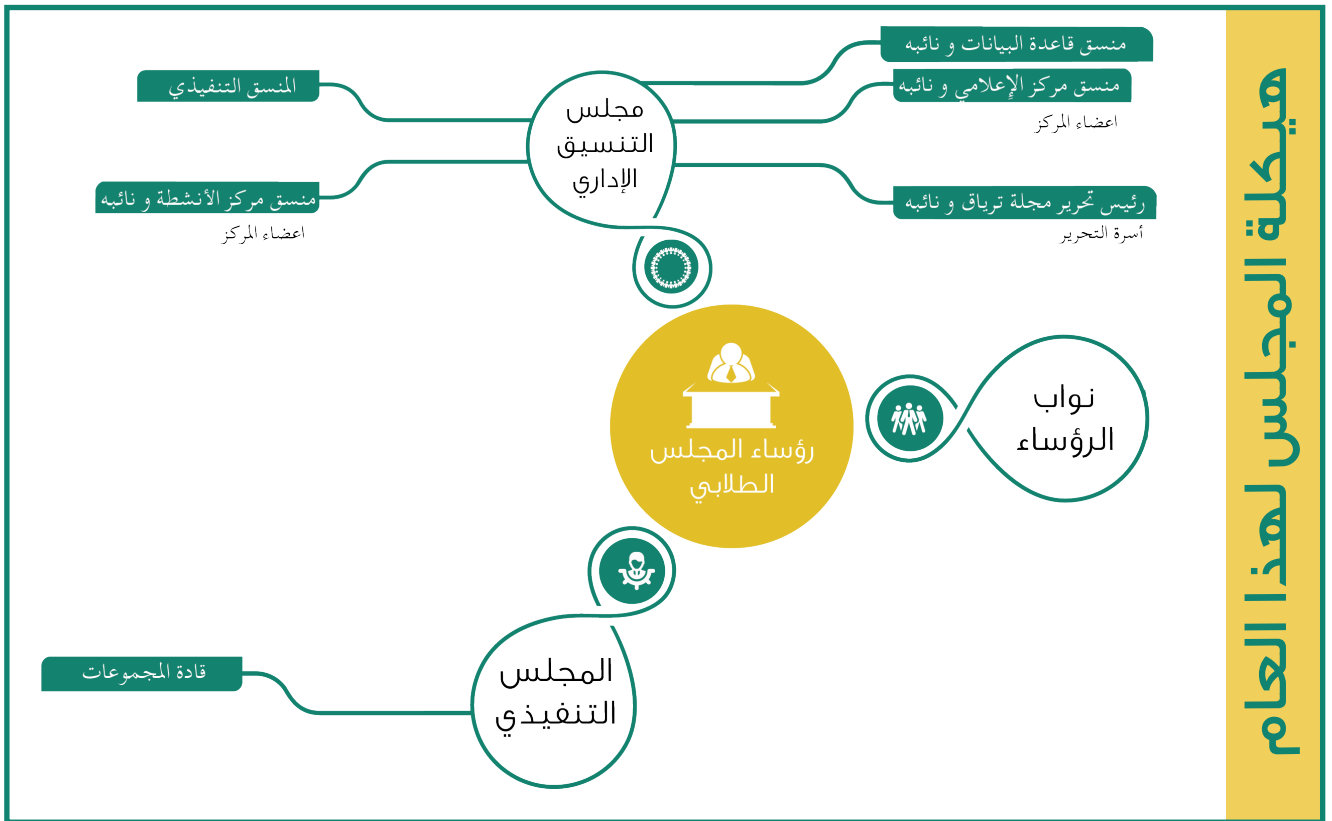 هيكلة المجلس لهذا العام
منسق قاعدة البيانات و نائبه
منسق مركز الإعلامي و نائبه
اعضاء المركز
رئيس تحرير مجلة ترياق و نائبه
أسرة التحرير
مجلس
التنسيق
الإداري
المنسق التنفيذي
منسق مركز الأنشطة و نائبه
اعضاء المركز
نواب
الرؤساء
رؤساء المجلس
الطلابي
المجلس
التنفيذي
قادة المجموعات